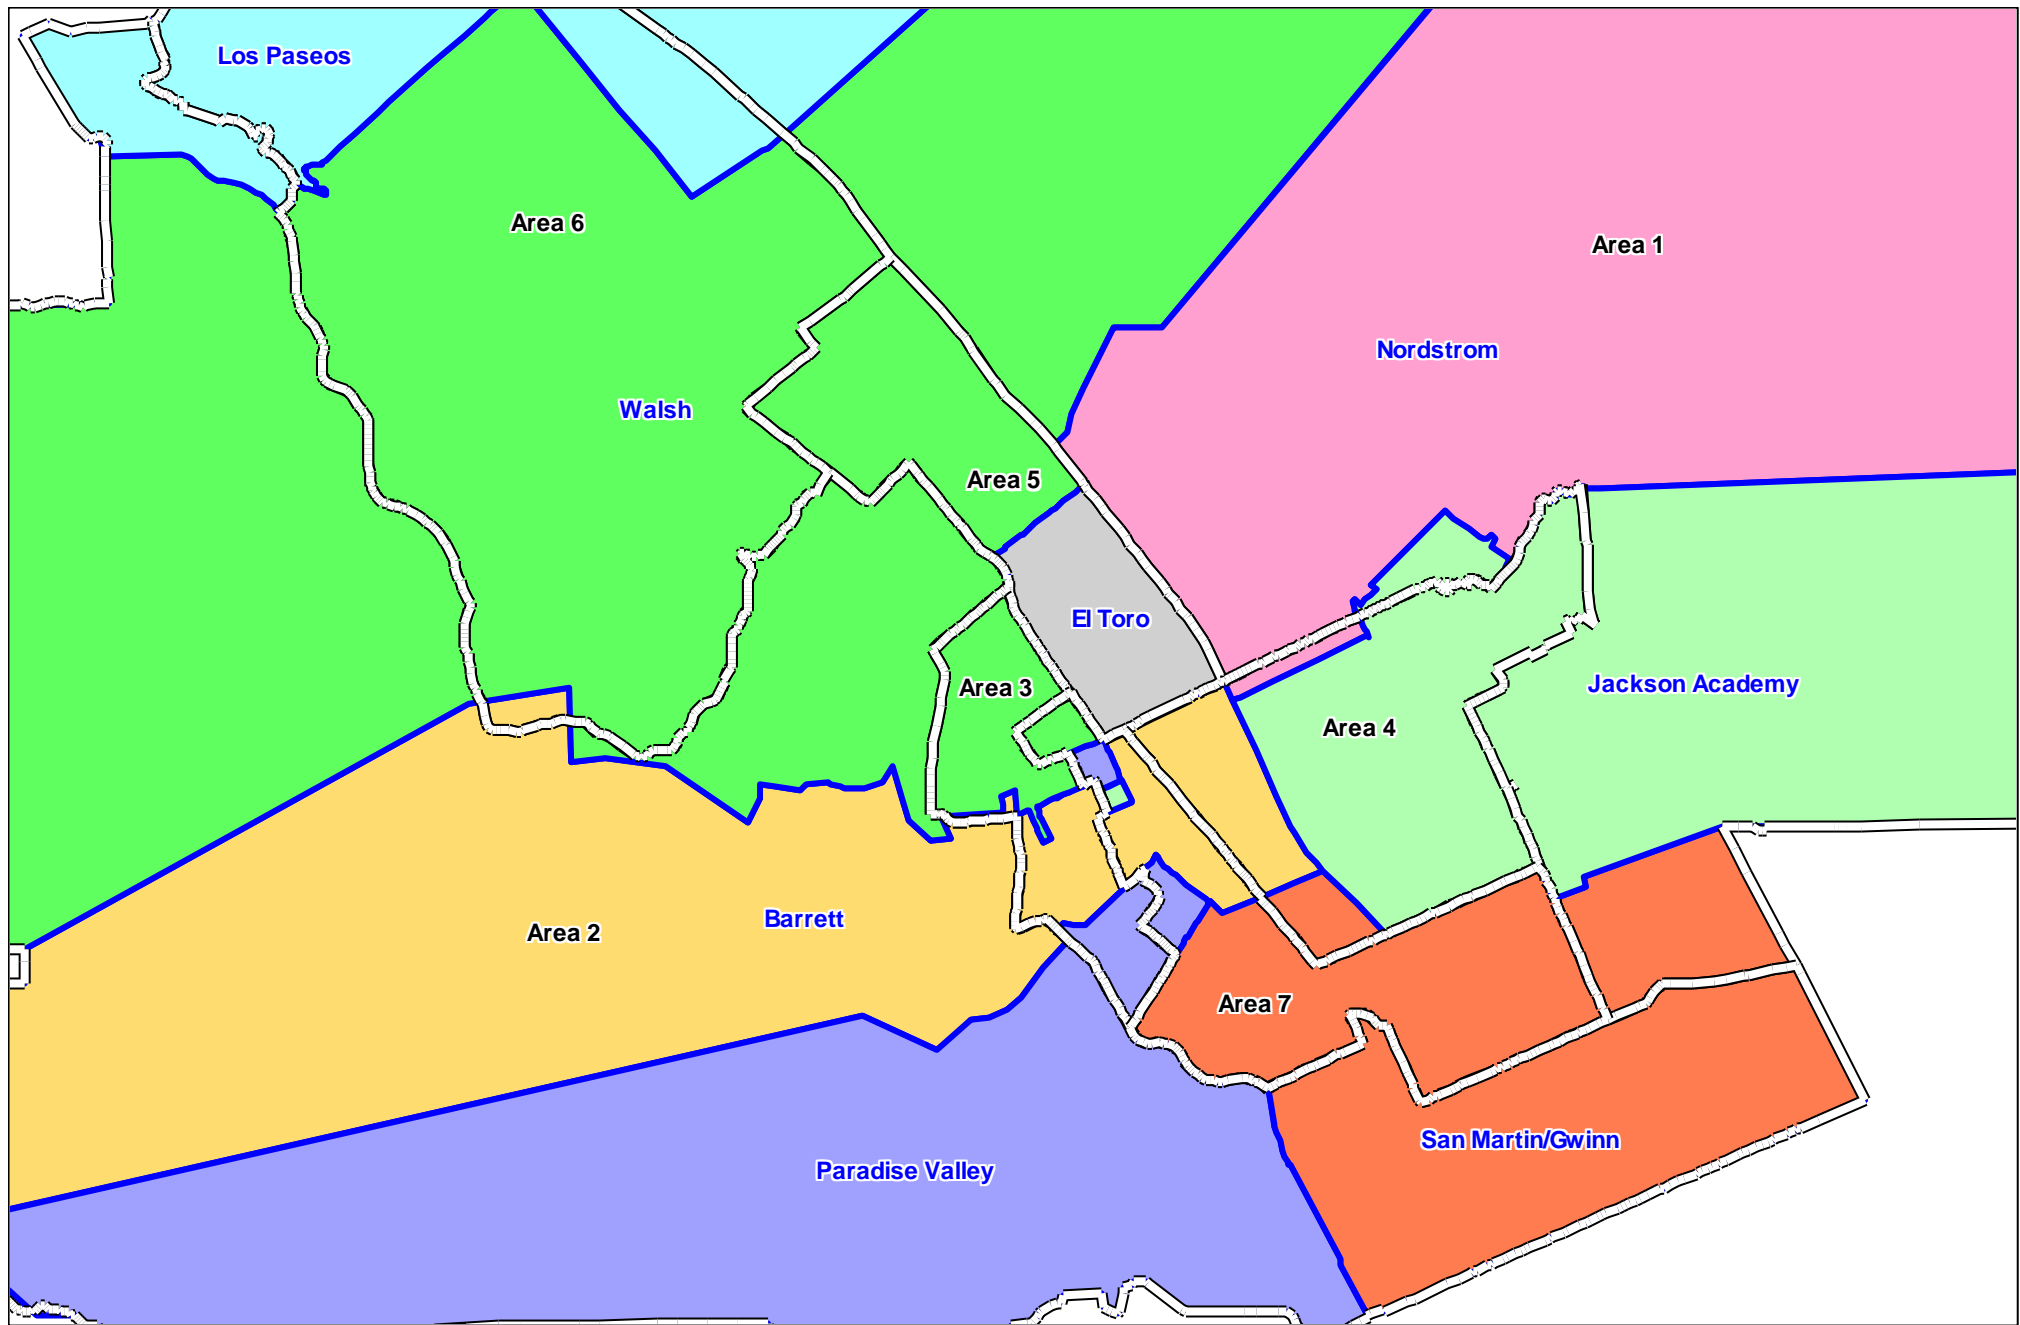 Los Paseos
Area 6
Area 1
Nordstrom
Walsh
Area 5
El Toro
Area 3
Jackson Academy
Area 4
Barrett
Area 2
Area 7
San Martin/Gwinn
Paradise Valley